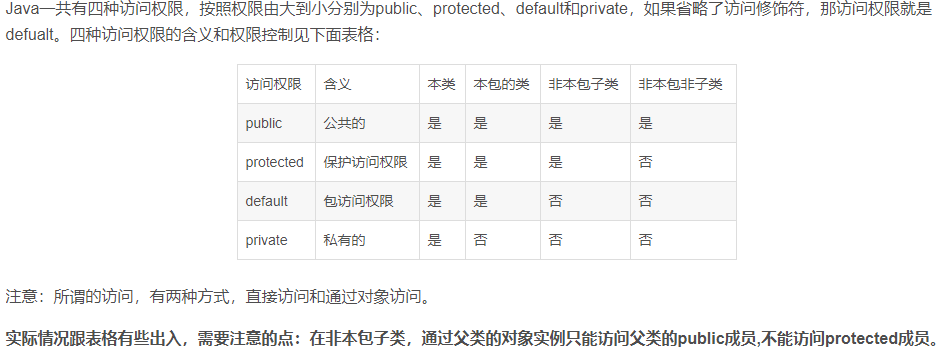 Java一共有四种访问权限，按照权限由大到小分别为public、protected、default和private，如果省略了访问修饰符，那访问权限就是
defualt。四种访问权限的含义和权限控制见下面表格：
访问权限 含义 本类 本包的类 非本包子类 非本包非子类
public 公共的 是 是 是 是
protected 保护访问权限 是 是 是 否
default 包访问权限 是 是 否 否
private 私有的 是 否 否 否
注意：所谓的访问，有两种方式，直接访问和通过对象访问。
实际情况跟表格有些出入，需要注意的点：在非本包子类，通过父类的对象实例只能访问父类的public成员,不能访问protected成员。